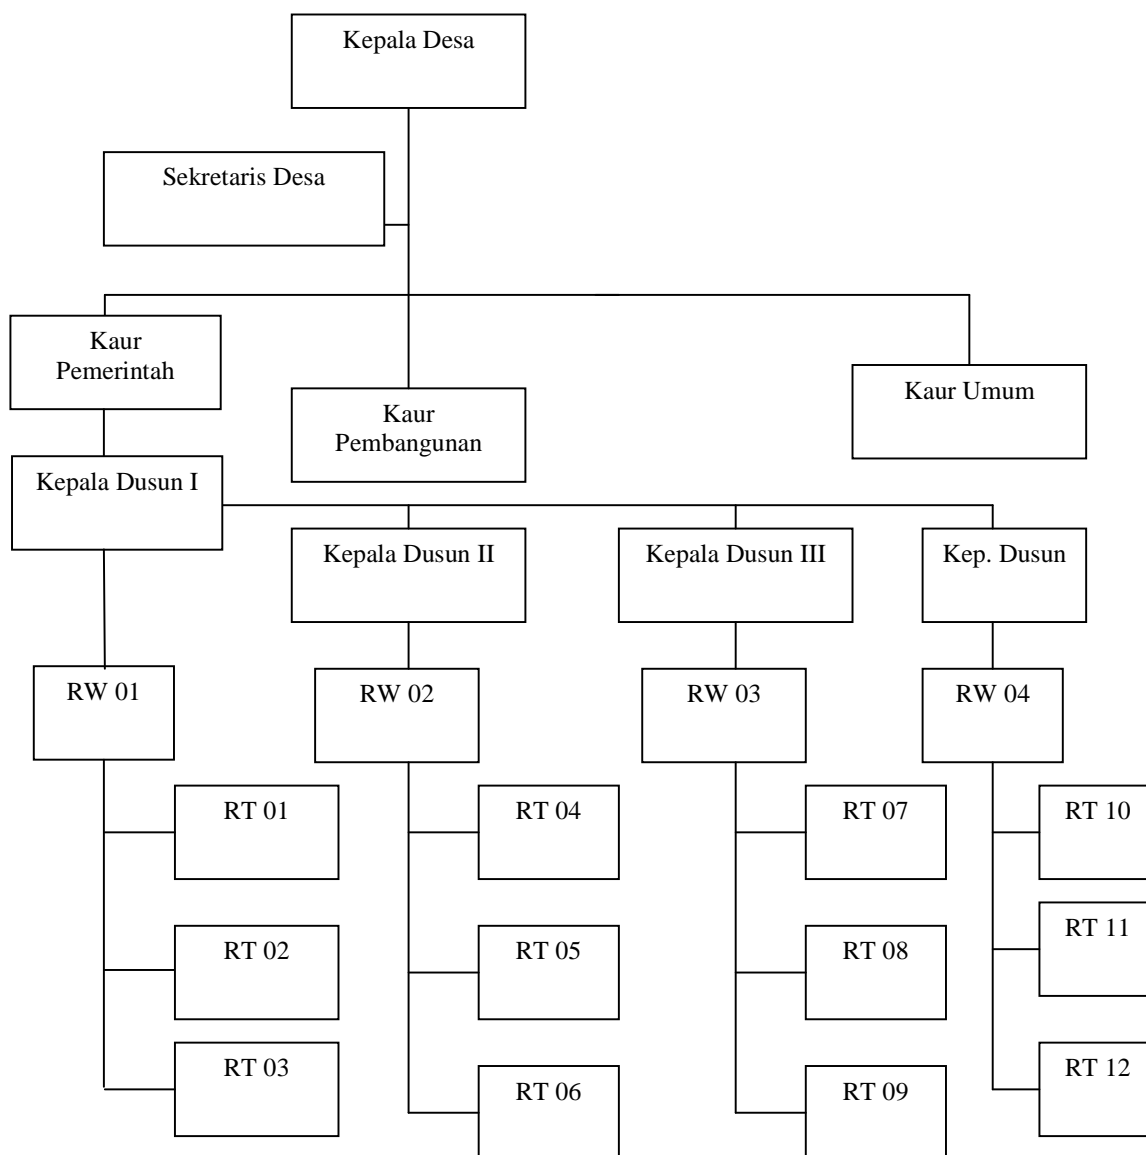 Kepala Desa
Sekretaris Desa
Kaur
Pemerintah
Kaur
Pembangunan
Kaur Umum
Kepala Dusun I
Kepala Dusun II
Kepala Dusun III
Kep. Dusun
RW 01
RW 02
RW 03
RW 04
RT 01
RT 04
RT 07
RT 10
RT 02
RT 05
RT 08
RT 11
RT 03
RT 06
RT 09
RT 12